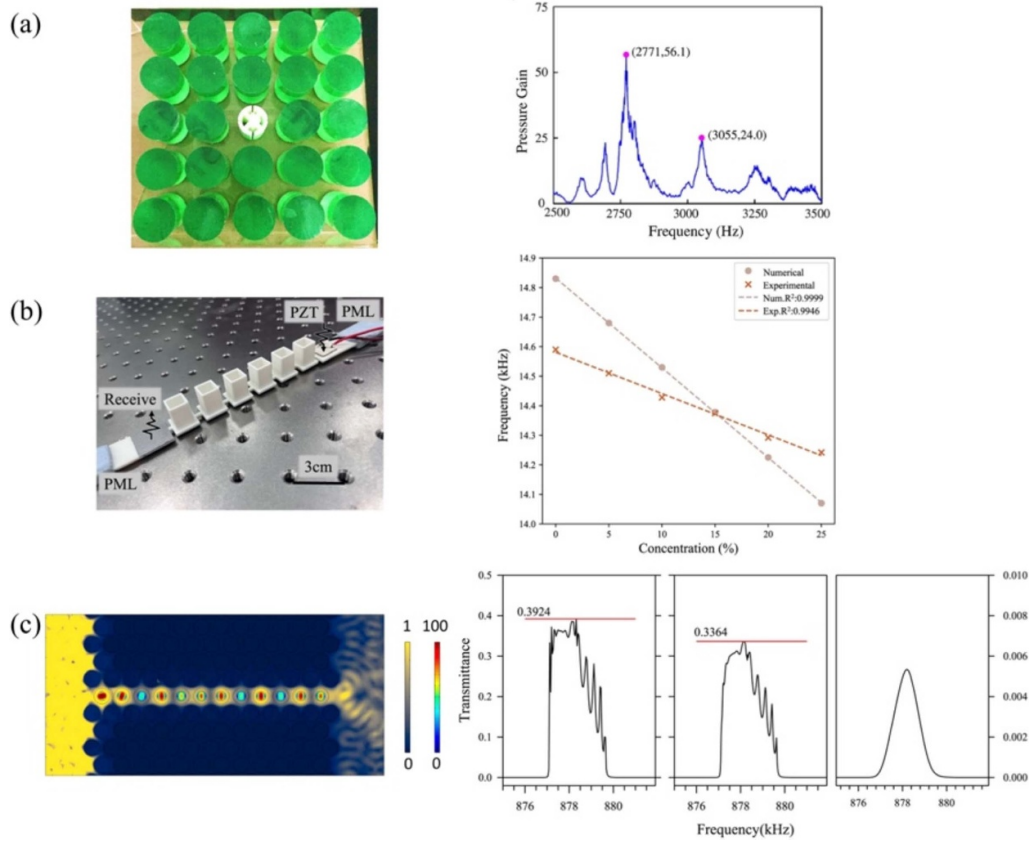 (a)
75
50
25
0
Pressure Gain
(2771,56.1)
(3055,24.0)
2500 2750 3000 3250 3500
Frequency (Hz)
(b)
PZT PML
Receive
3cm
PML
14.9
14.8
14.7
14.6
14.5
14.4
14.3
14.2
14.1
14.0
Frequency (kHz)
Numerical
Experimental
Num.R²:0.9999
Exp.R²:0.9946
0 5 10 15 20 25
Concentration (%)
(c)
1 100
0 0
0.5
0.4
0.3
0.2
0.1
0.0
Transmittance
0.3924
876 878 880
0.3364
876 878 880
0.010
0.008
0.006
0.004
0.002
0.000
876 878 880
Frequency(kHz)